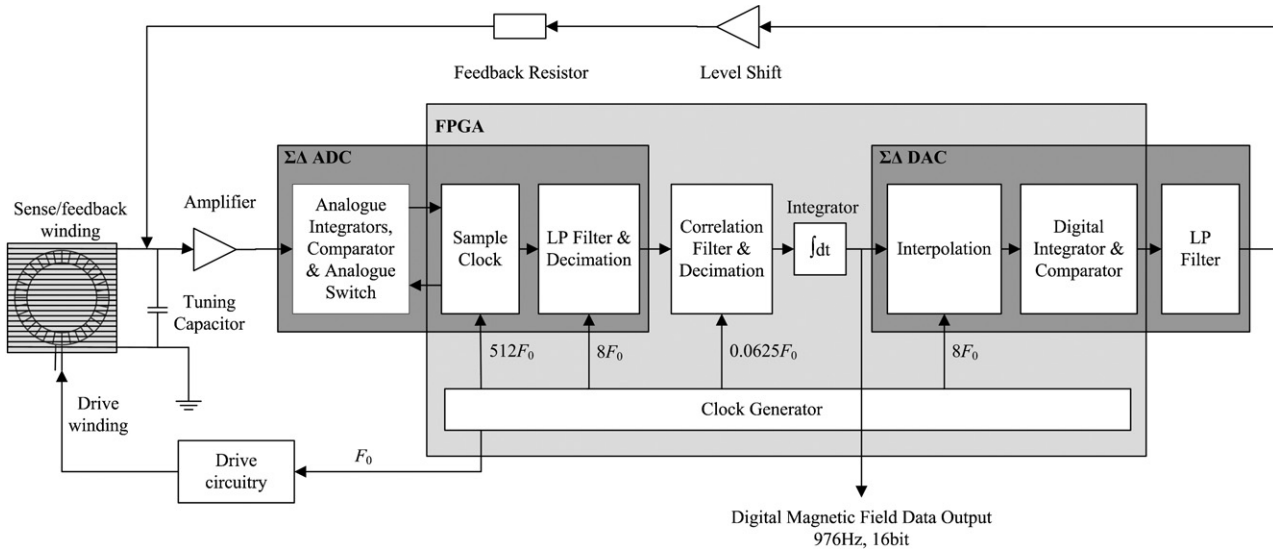 Feedback Resistor
Level Shift
FPGA
ΣΔ ADC
ΣΔ DAC
Sense/feedback
winding
Amplifier
Analogue
Integrators,
Comparator
& Analogue
Switch
Sample
Clock
LP Filter &
Decimation
Correlation
Filter &
Decimation
Integrator
∫dt
Interpolation
Digital
Integrator &
Comparator
LP
Filter
Tuning
Capacitor
512F₀
8F₀
0.0625F₀
8F₀
Clock Generator
Drive
winding
Drive
circuitry
F₀
Digital Magnetic Field Data Output
976Hz, 16bit